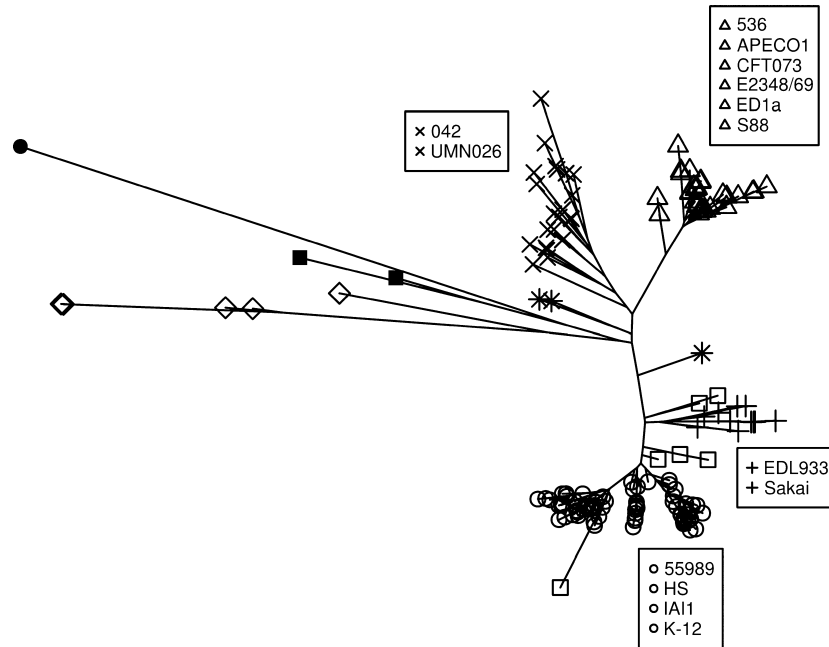 536
APECO1
CFT073
E2348/69
ED1a
S88
042
UMN026
EDL933
Sakai
55989
HS
IAI1
K-12